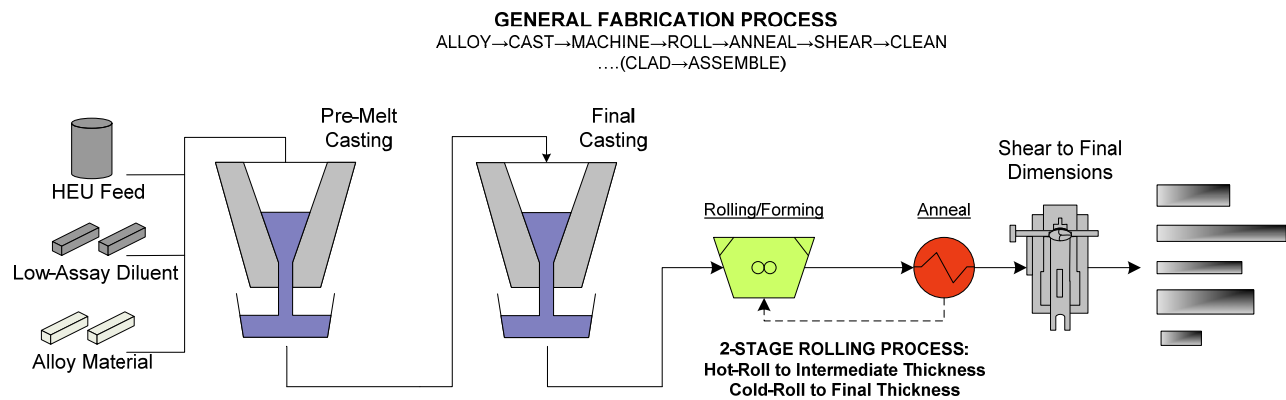 GENERAL FABRICATION PROCESS
ALLOY→CAST→MACHINE→ROLL→ANNEAL→SHEAR→CLEAN
....(CLAD→ASSEMBLE)
Pre-Melt
Casting
Final
Casting
Shear to Final
Dimensions
HEU Feed
Rolling/Forming
Anneal
Low-Assay Diluent
Alloy Material
2-STAGE ROLLING PROCESS:
Hot-Roll to Intermediate Thickness
Cold-Roll to Final Thickness